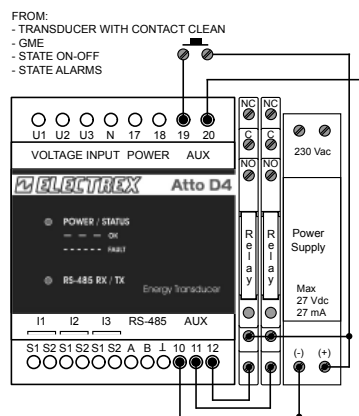 FROM:
- TRANSDUCER WITH CONTACT CLEAN
- GME
- STATE ON-OFF
- STATE ALARMS
NC NC
U1 U2 U3 N 17 18 19 20
C C
VOLTAGE INPUT POWER AUX
230 Vac
NO NO
ELECTREX Atto D4
POWER / STATUS
— — — OK
- - - - - - FAULT
Relay
Relay
Power
Supply
RS-485 RX / TX
Energy Transducer
Max
27 Vdc
27 mA
I1 I2 I3 RS-485 AUX
S1 S2 S1 S2 S1 S2 A B ⊥ 10 11 12
(-) (+)